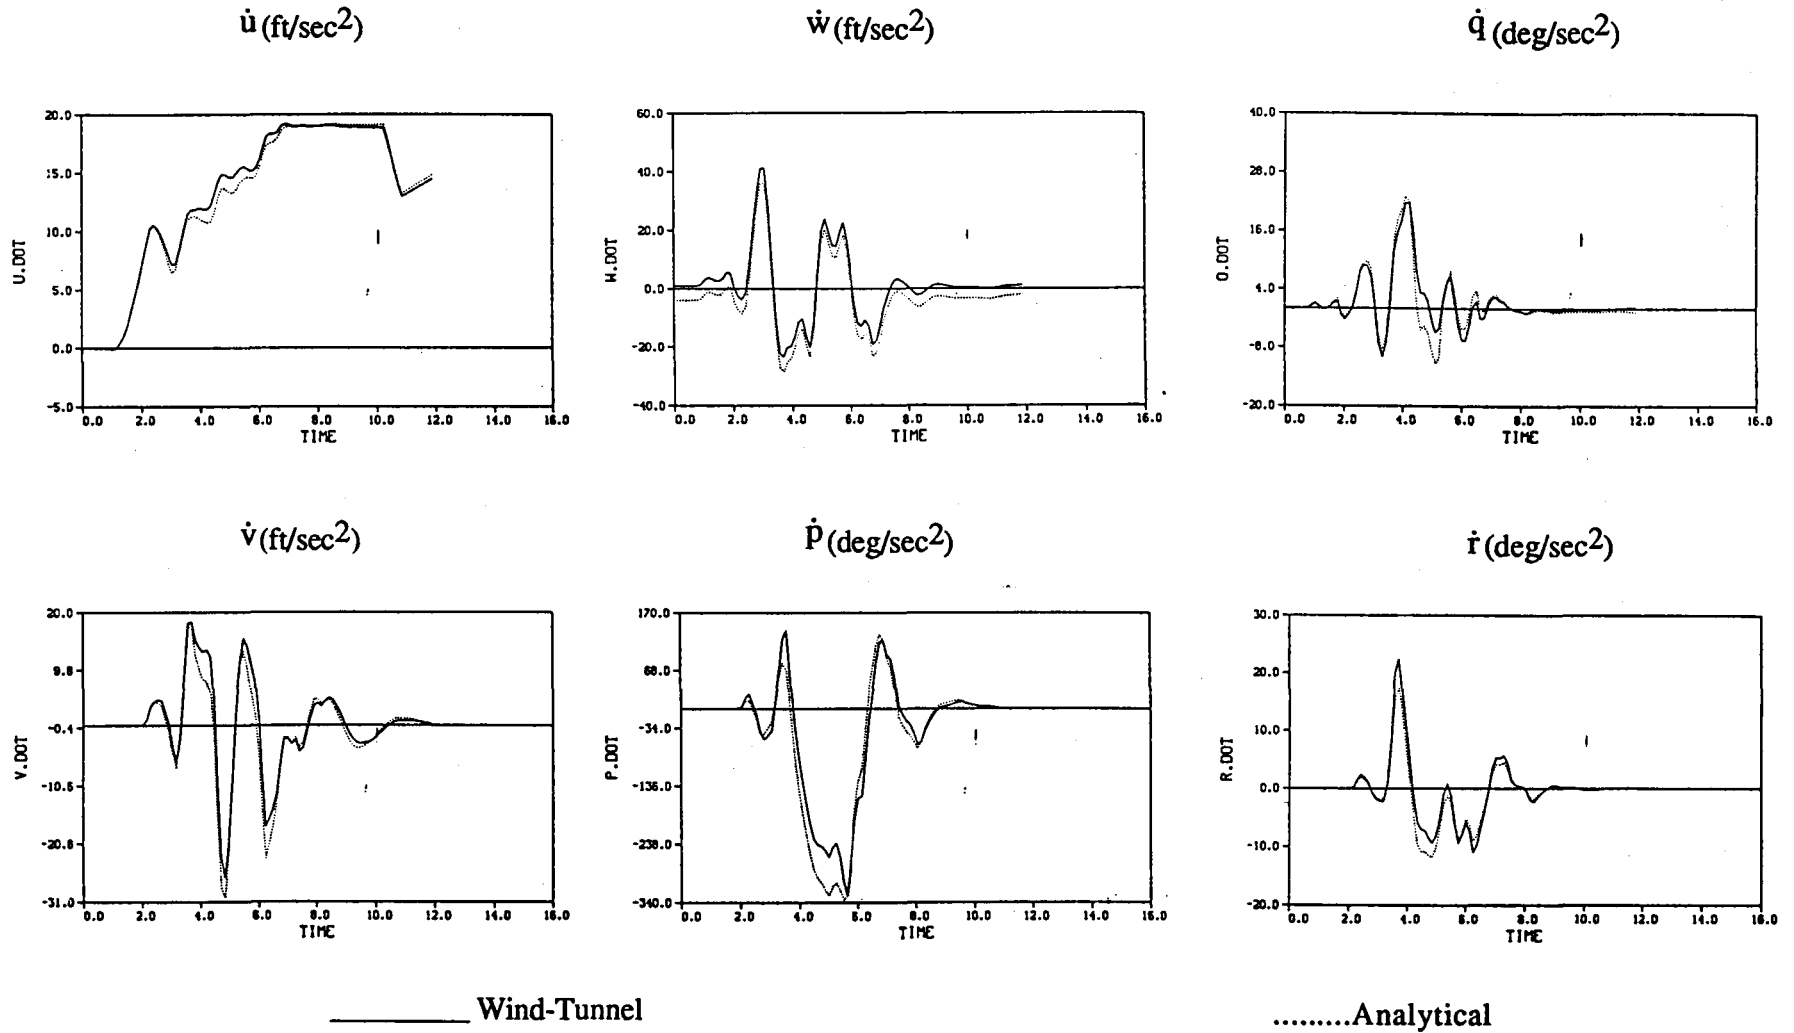 u̇ (ft/sec2)
ẇ (ft/sec2)
q̇ (deg/sec2)
20.0
15.0
10.0
5.0
0.0
-5.0
U.DOT
0.0 2.0 4.0 6.0 8.0 10.0 12.0 14.0 16.0
TIME
60.0
40.0
20.0
0.0
-20.0
-40.0
W.DOT
0.0 2.0 4.0 6.0 8.0 10.0 12.0 14.0 16.0
TIME
40.0
28.0
16.0
4.0
-8.0
-20.0
Q.DOT
0.0 2.0 4.0 6.0 8.0 10.0 12.0 14.0 16.0
TIME
v̇ (ft/sec2)
ṗ (deg/sec2)
ṙ (deg/sec2)
20.0
9.8
-0.4
-10.6
-20.8
-31.0
V.DOT
0.0 2.0 4.0 6.0 8.0 10.0 12.0 14.0 16.0
TIME
170.0
68.0
-34.0
-136.0
-238.0
-340.0
P.DOT
0.0 2.0 4.0 6.0 8.0 10.0 12.0 14.0 16.0
TIME
30.0
20.0
10.0
0.0
-10.0
-20.0
R.DOT
0.0 2.0 4.0 6.0 8.0 10.0 12.0 14.0 16.0
TIME
Wind-Tunnel
.........Analytical